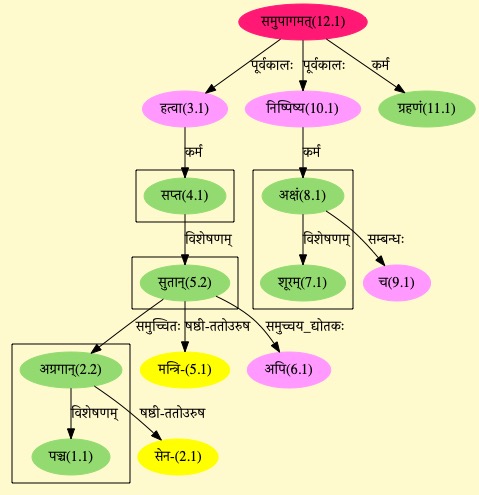 समुपागमत्(12.1)
पूर्वकालः पूर्वकालः कर्म
हत्वा(3.1) निष्पिष्य(10.1) ग्रहणं(11.1)
कर्म कर्म
सप्त(4.1) अक्षं(8.1)
विशेषणम् विशेषणम् सम्बन्धः
सुतान्(5.2) शूरम्(7.1) च(9.1)
समुच्चितः षष्ठी-ततोउरुष समुच्चय_द्योतकः
अग्रगान्(2.2) मन्त्रि-(5.1) अपि(6.1)
विशेषणम् षष्ठी-ततोउरुष
पञ्च(1.1) सेन-(2.1)